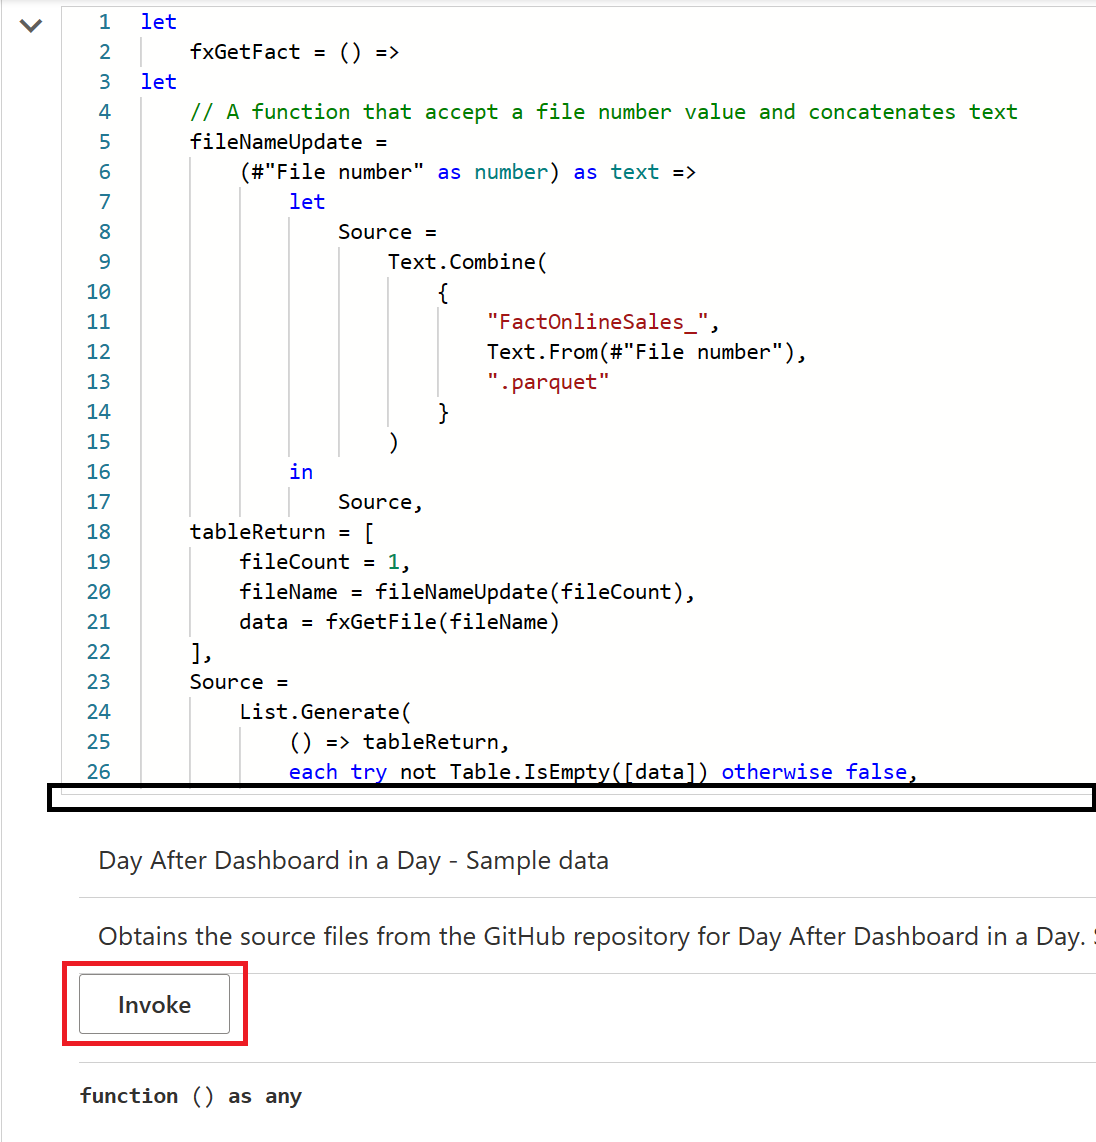 1 let
2 fxGetFact = () =>
3 let
4 // A function that accept a file number value and concatenates text
5 fileNameUpdate =
6 (#"File number" as number) as text =>
7 let
8 Source =
9 Text.Combine(
10 {
11 "FactOnlineSales_",
12 Text.From(#"File number"),
13 ".parquet"
14 }
15 )
16 in
17 Source,
18 tableReturn = [
19 fileCount = 1,
20 fileName = fileNameUpdate(fileCount),
21 data = fxGetFile(fileName)
22 ],
23 Source =
24 List.Generate(
25 () => tableReturn,
26 each try not Table.IsEmpty([data]) otherwise false,
Day After Dashboard in a Day - Sample data
Obtains the source files from the GitHub repository for Day After Dashboard in a Day.
Invoke
function () as any